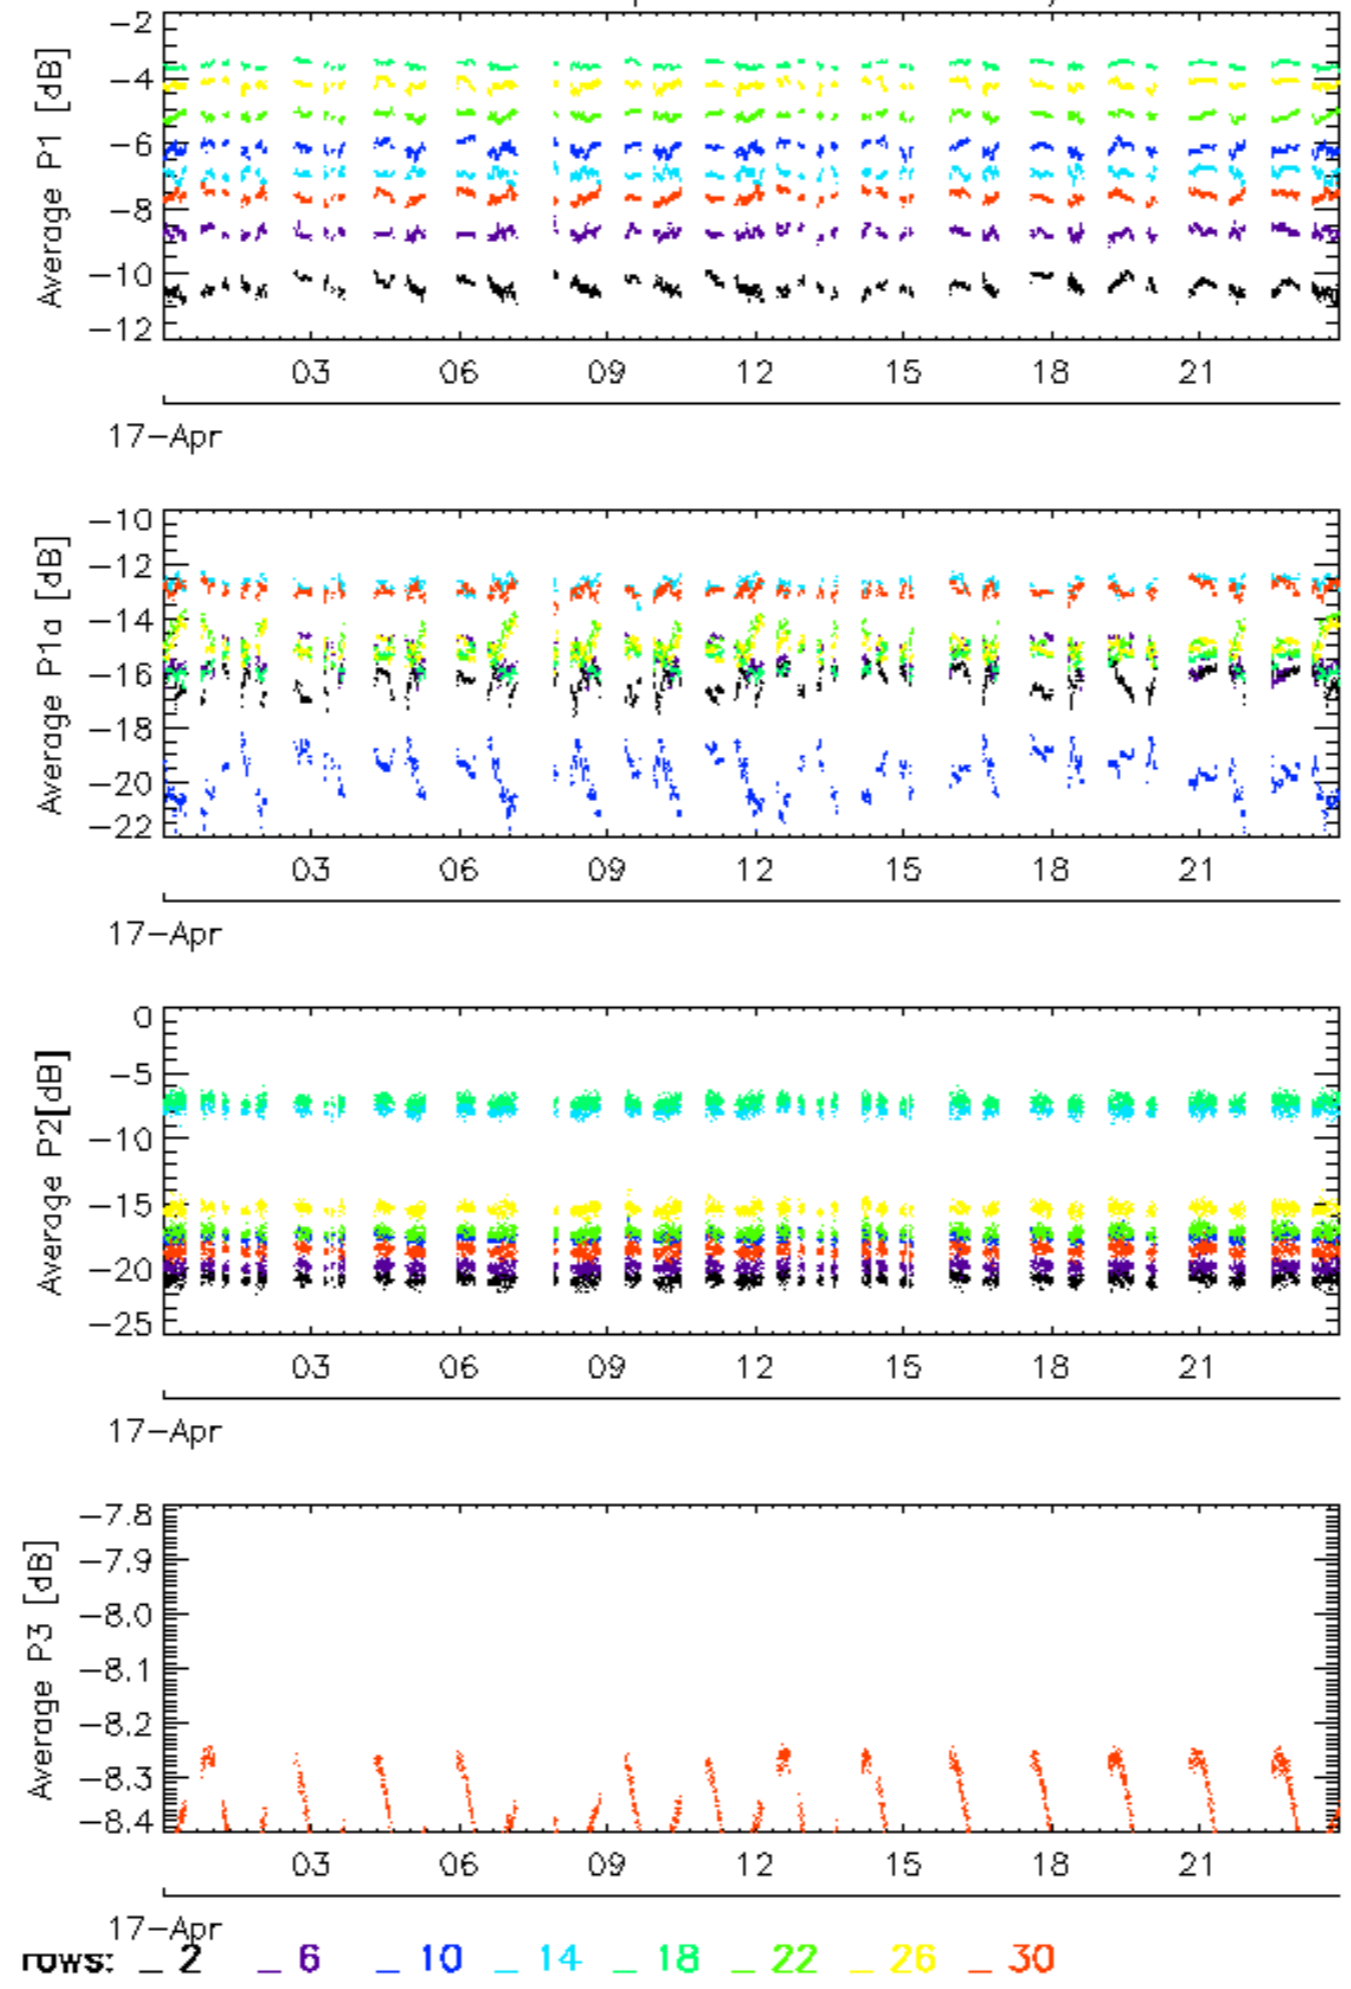 Average P1 [dB]
-2
-4
-6
-8
-10
-12
03 06 09 12 15 18 21
17-Apr
Average P1a [dB]
-10
-12
-14
-16
-18
-20
-22
03 06 09 12 15 18 21
17-Apr
Average P2[dB]
0
-5
-10
-15
-20
-25
03 06 09 12 15 18 21
17-Apr
Average P3 [dB]
-7.8
-7.9
-8.0
-8.1
-8.2
-8.3
-8.4
03 06 09 12 15 18 21
17-Apr
rows: _ 2 _ 6 _ 10 _ 14 _ 18 _ 22 _ 26 _ 30